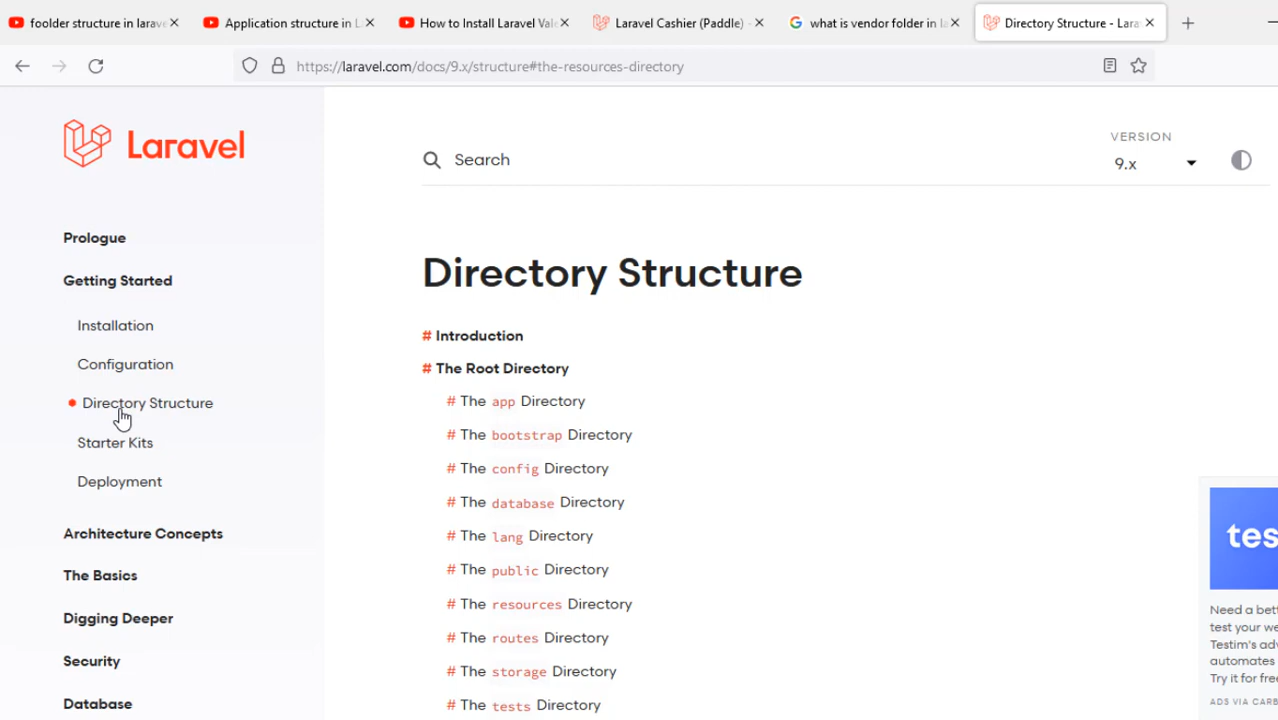 foolder structure in larave
Application structure in L
How to Install Laravel Vale
Laravel Cashier (Paddle) -
what is vendor folder in la
Directory Structure - Lara
https://laravel.com/docs/9.x/structure#the-resources-directory
Laravel
Search
VERSION
9.x
Prologue
Getting Started
Installation
Configuration
Directory Structure
Starter Kits
Deployment
Architecture Concepts
The Basics
Digging Deeper
Security
Database
Directory Structure
# Introduction
# The Root Directory
# The app Directory
# The bootstrap Directory
# The config Directory
# The database Directory
# The lang Directory
# The public Directory
# The resources Directory
# The routes Directory
# The storage Directory
# The tests Directory
tes
Need a bett
test your we
Testim's adv
automates
Try it for free
ADS VIA CARB